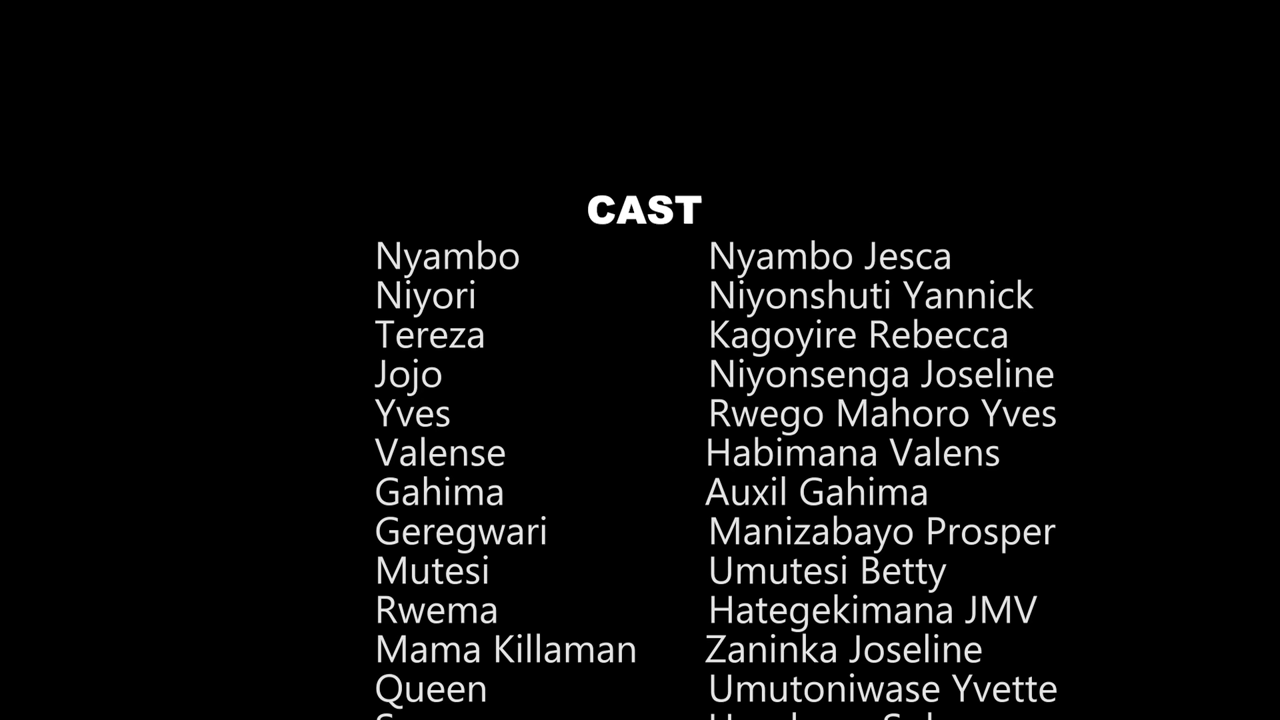 CAST
Nyambo Nyambo Jesca
Niyori Niyonshuti Yannick
Tereza Kagoyire Rebecca
Jojo Niyonsenga Joseline
Yves Rwego Mahoro Yves
Valense Habimana Valens
Gahima Auxil Gahima
Geregwari Manizabayo Prosper
Mutesi Umutesi Betty
Rwema Hategekimana JMV
Mama Killaman Zaninka Joseline
Queen Umutoniwase Yvette